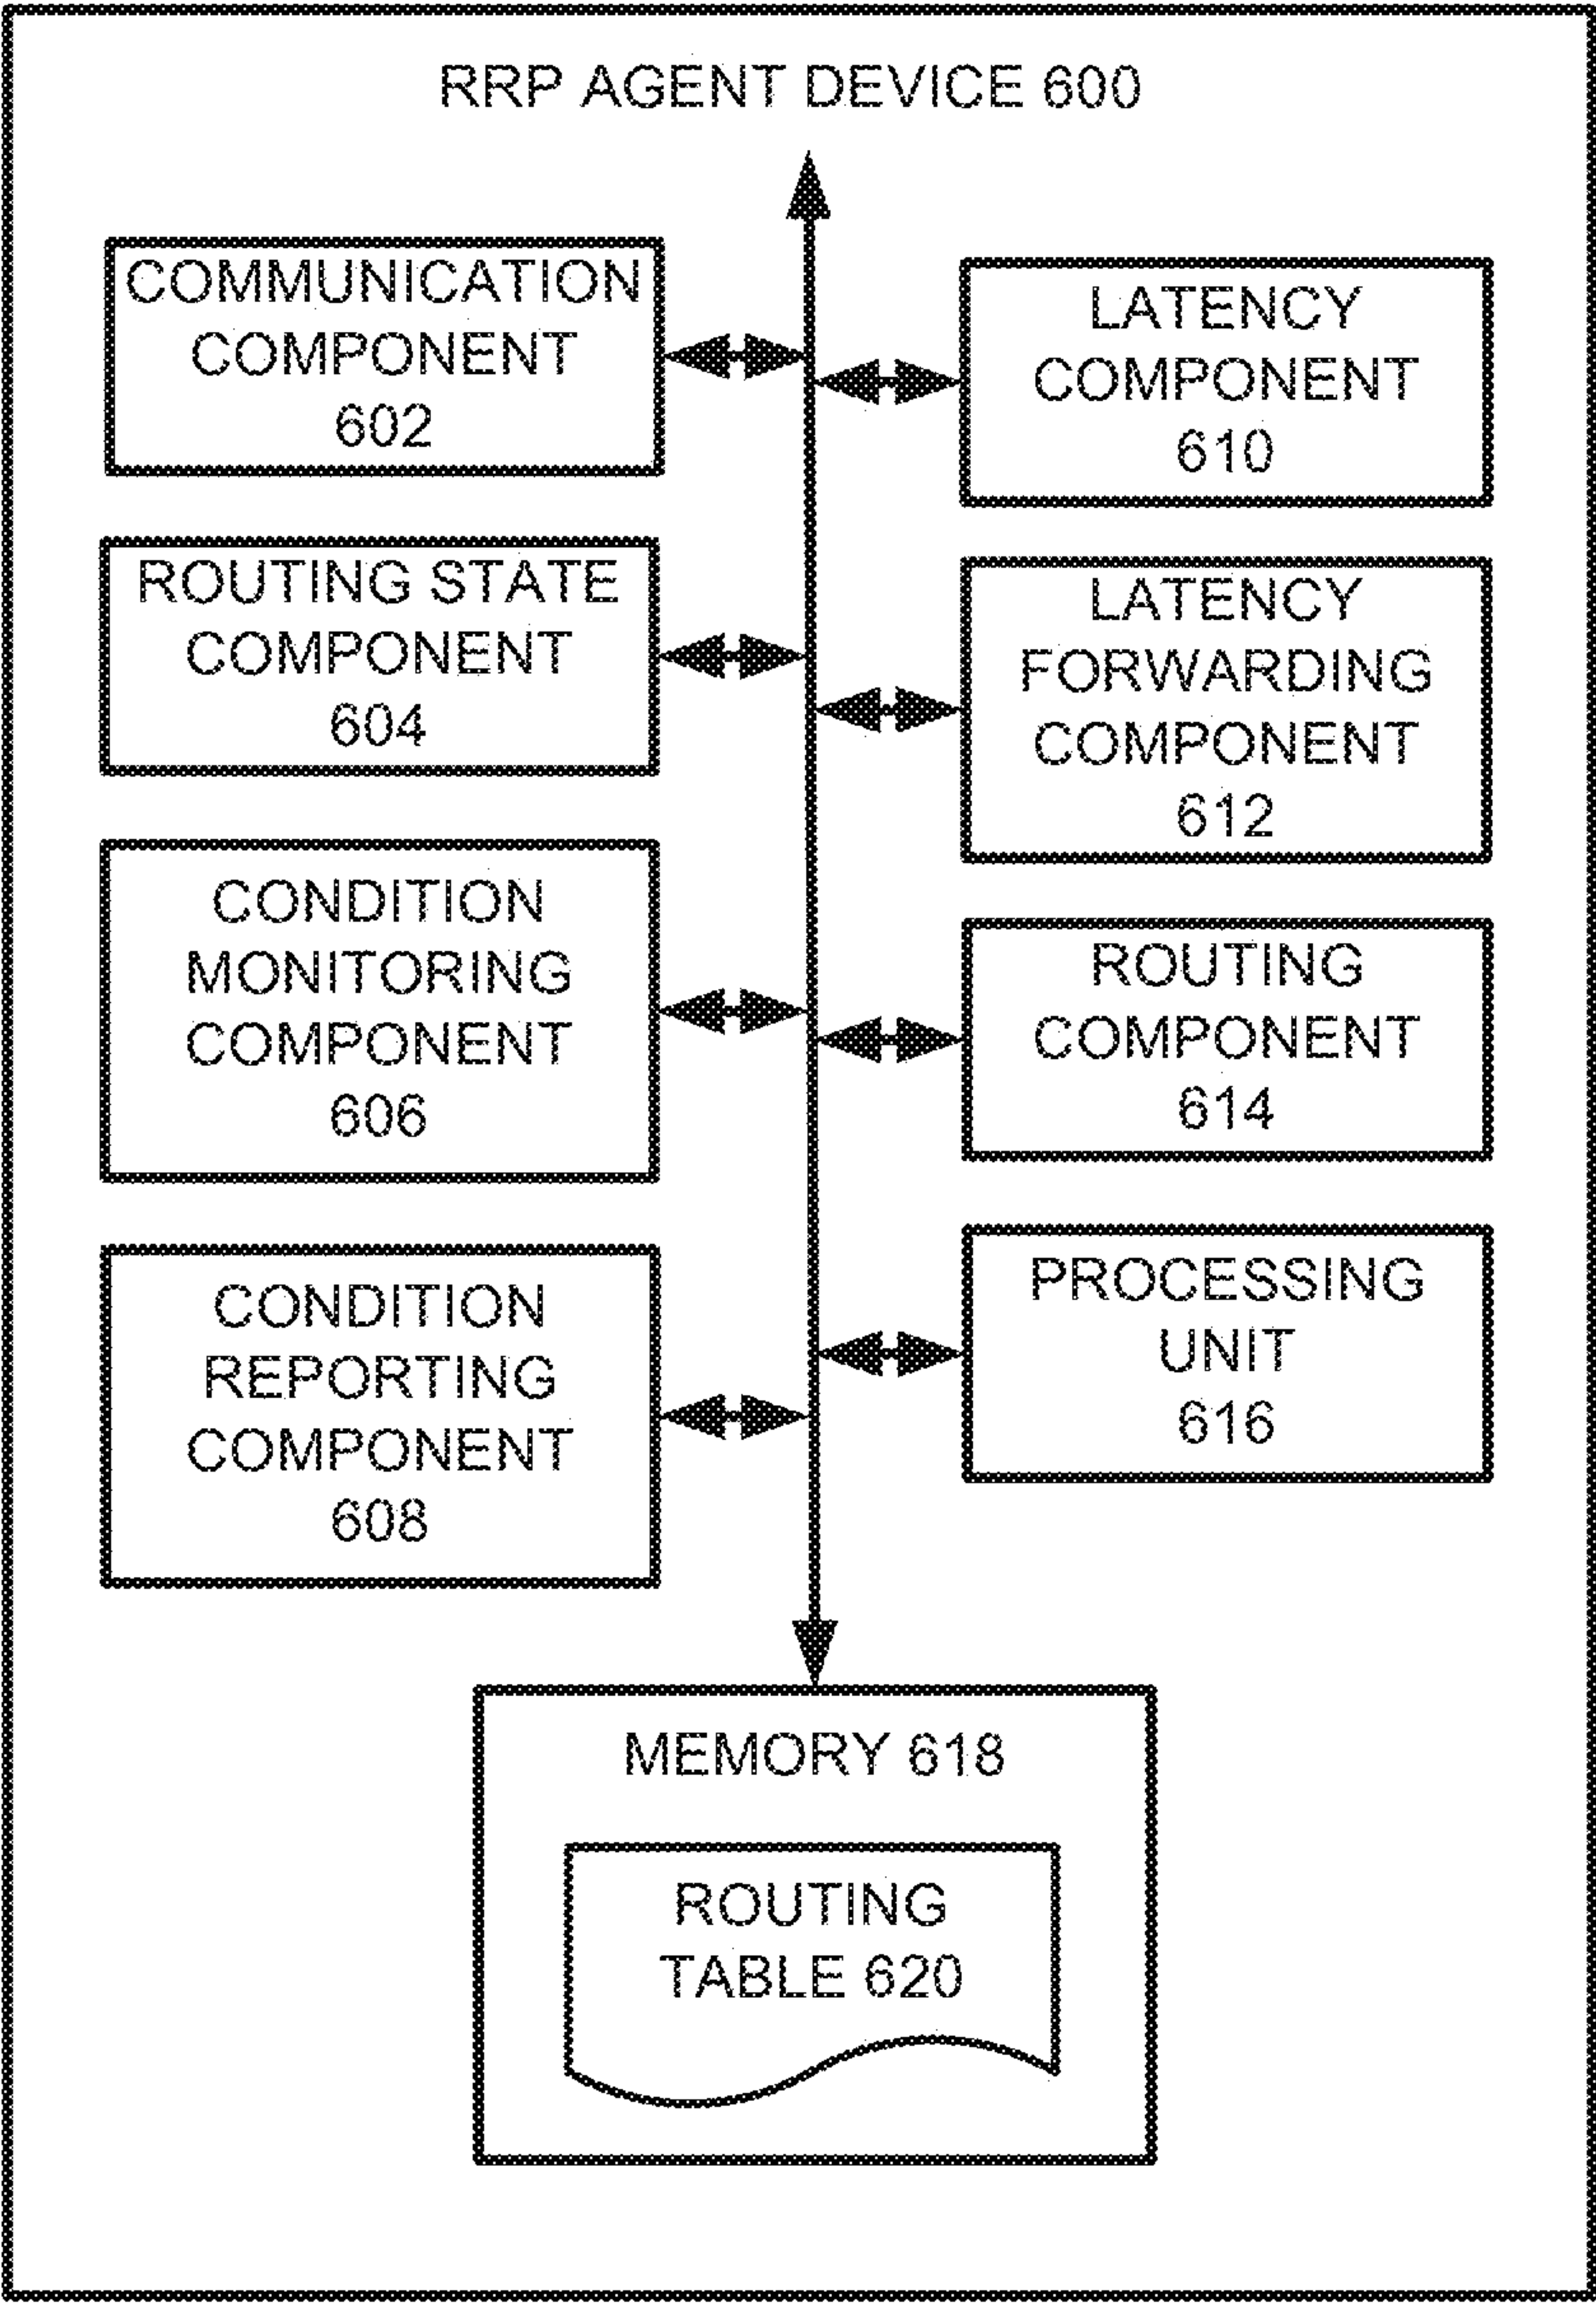 RRP AGENT DEVICE 600
COMMUNICATION
COMPONENT
602
ROUTING STATE
COMPONENT
604
CONDITION
MONITORING
COMPONENT
606
CONDITION
REPORTING
COMPONENT
608
LATENCY
COMPONENT
610
LATENCY
FORWARDING
COMPONENT
612
ROUTING
COMPONENT
614
PROCESSING
UNIT
616
MEMORY 618
ROUTING
TABLE 620